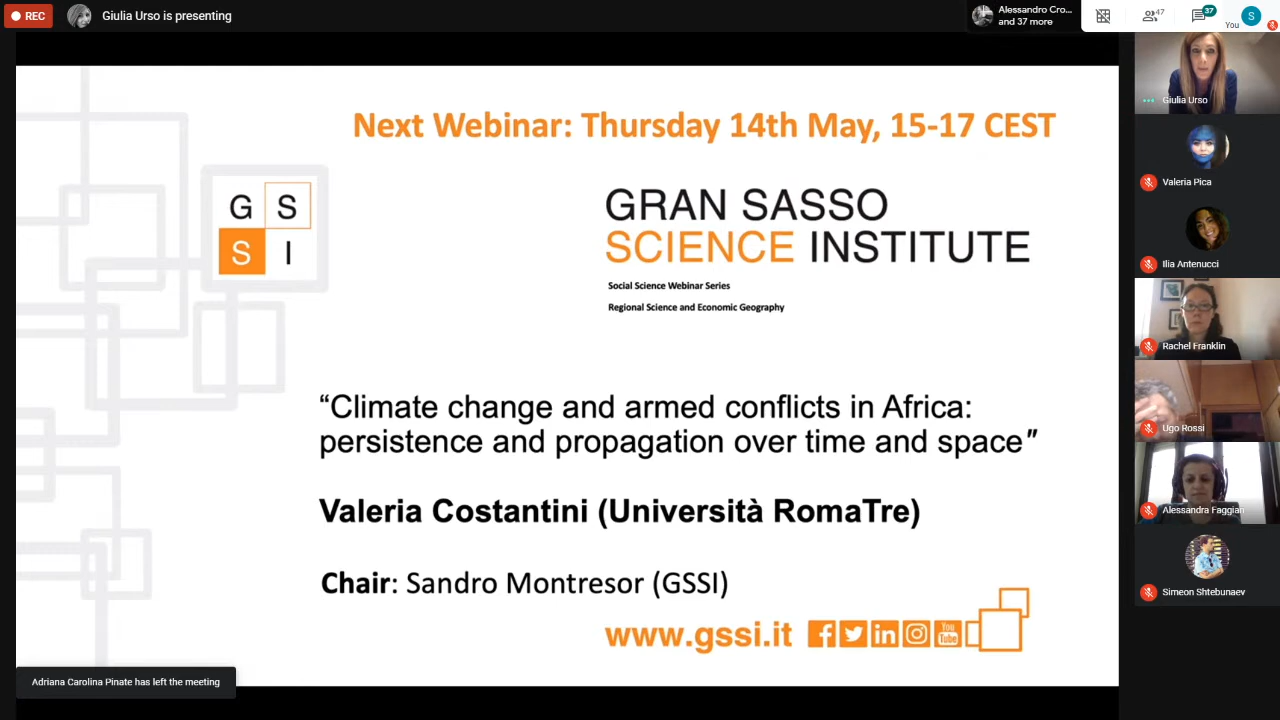 REC
Giulia Urso is presenting
Alessandro Cro...
and 37 more
47
37
You
S
Next Webinar: Thursday 14th May, 15-17 CEST
G S
S I
GRAN SASSO
SCIENCE INSTITUTE
Social Science Webinar Series
Regional Science and Economic Geography
“Climate change and armed conflicts in Africa:
persistence and propagation over time and space”
Valeria Costantini (Università RomaTre)
Chair: Sandro Montresor (GSSI)
www.gssi.it
You
Tube
Adriana Carolina Pinate has left the meeting
Giulia Urso
Valeria Pica
Ilia Antenucci
Rachel Franklin
Ugo Rossi
Alessandra Faggian
Simeon Shtebunaev